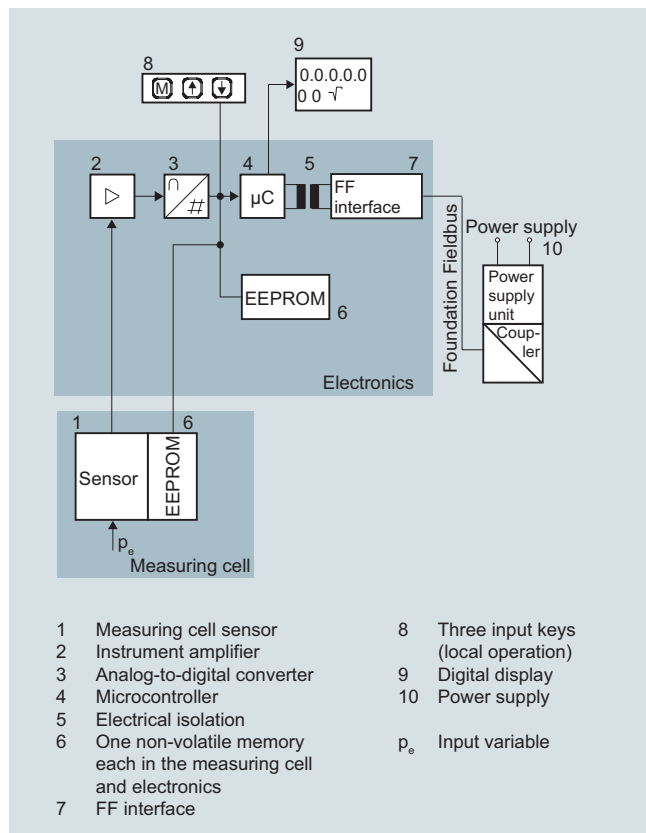 8
9
M
0.0.0.0.0
0 0 √
2
3
4
5
7
∩
#
µC
FF
interface
Power supply
10
Foundation Fieldbus
Power
supply
unit
Coup-
ler
EEPROM
6
Electronics
1
6
Sensor
EEPROM
pe
Measuring cell
1 Measuring cell sensor
2 Instrument amplifier
3 Analog-to-digital converter
4 Microcontroller
5 Electrical isolation
6 One non-volatile memory
each in the measuring cell
and electronics
7 FF interface
8 Three input keys
(local operation)
9 Digital display
10 Power supply
pe Input variable